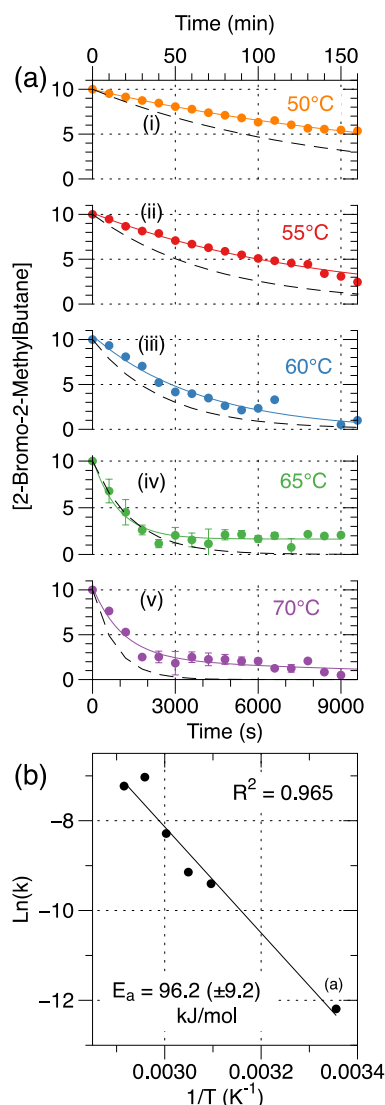 Time (min)
0 50 100 150
(a)
10
5
0
(i)
50°C
10
5
0
(ii)
55°C
10
5
0
(iii)
60°C
10
5
0
(iv)
65°C
10
5
0
(v)
70°C
[2-Bromo-2-MethylButane]
0 3000 6000 9000
Time (s)
(b)
R² = 0.965
−8
−10
−12
Ln(k)
(a)
Eₐ = 96.2 (±9.2)
kJ/mol
0.0030 0.0032 0.0034
1/T (K⁻¹)